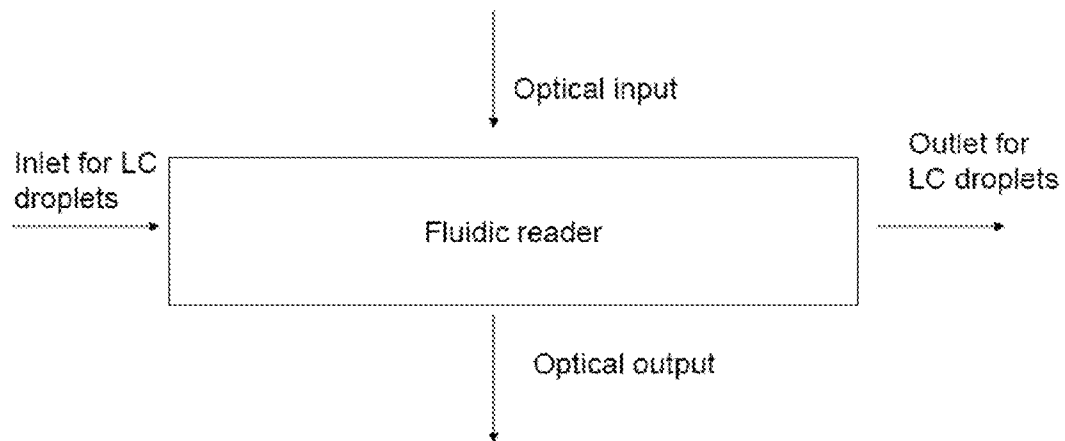 Optical input
Inlet for LC
droplets
Outlet for
LC droplets
Fluidic reader
Optical output